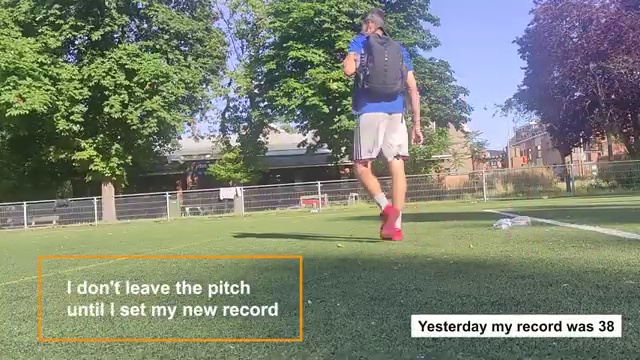 I don't leave the pitch
until I set my new record
Yesterday my record was 38